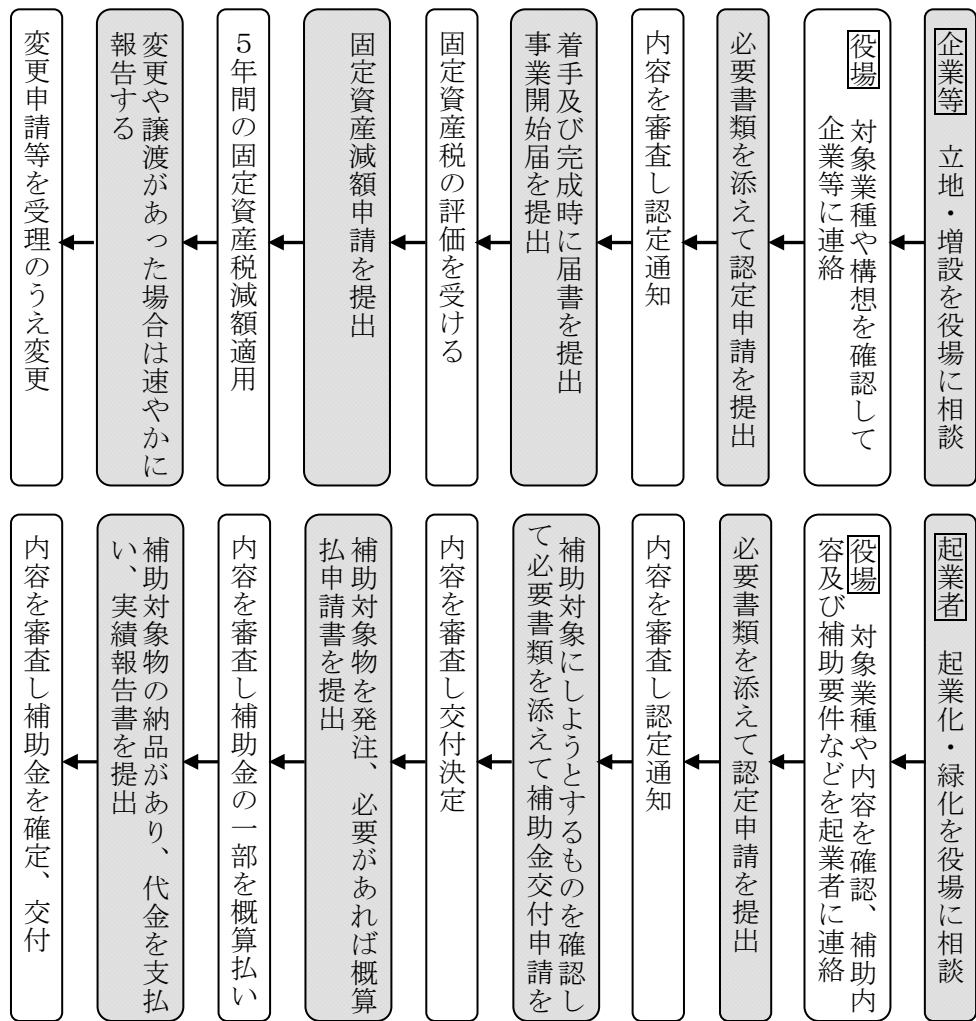 企業等　立地・増設を役場に相談
役場　対象業種や構想を確認して
企業等に連絡
必要書類を添えて認定申請を提出
内容を審査し認定通知
着手及び完成時に届書を提出
事業開始届を提出
固定資産税の評価を受ける
固定資産減額申請を提出
５年間の固定資産税減額適用
変更や譲渡があった場合は速やかに
報告する
変更申請等を受理のうえ変更
起業者　起業化・緑化を役場に相談
役場　対象業種や内容を確認、補助内
容及び補助要件などを起業者に連絡
必要書類を添えて認定申請を提出
内容を審査し認定通知
補助対象にしようとするものを確認し
て必要書類を添えて補助金交付申請を
内容を審査し交付決定
補助対象物を発注、必要があれば概算
払申請書を提出
内容を審査し補助金の一部を概算払い
補助対象物の納品があり、代金を支払
い、実績報告書を提出
内容を審査し補助金を確定、交付